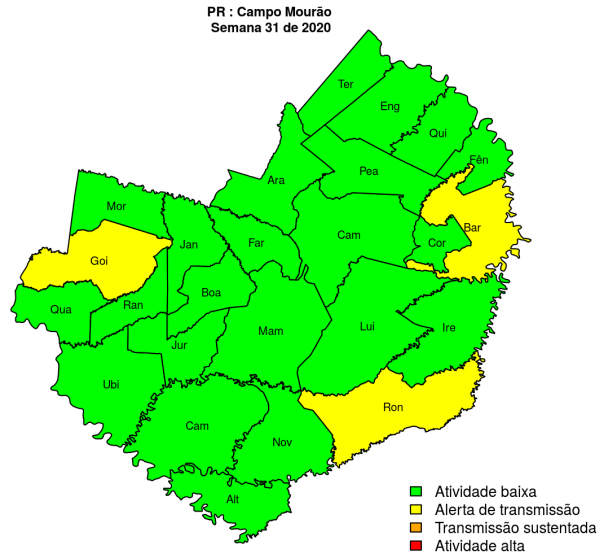 PR : Campo Mourão
Semana 31 de 2020
Ter
Eng
Qui
Fên
Pea
Ara
Mor
Bar
Cam
Cor
Far
Jan
Goi
Boa
Ran
Qua
Lui
Ire
Mam
Jur
Ubi
Ron
Cam
Nov
Alt
Atividade baixa
Alerta de transmissão
Transmissão sustentada
Atividade alta